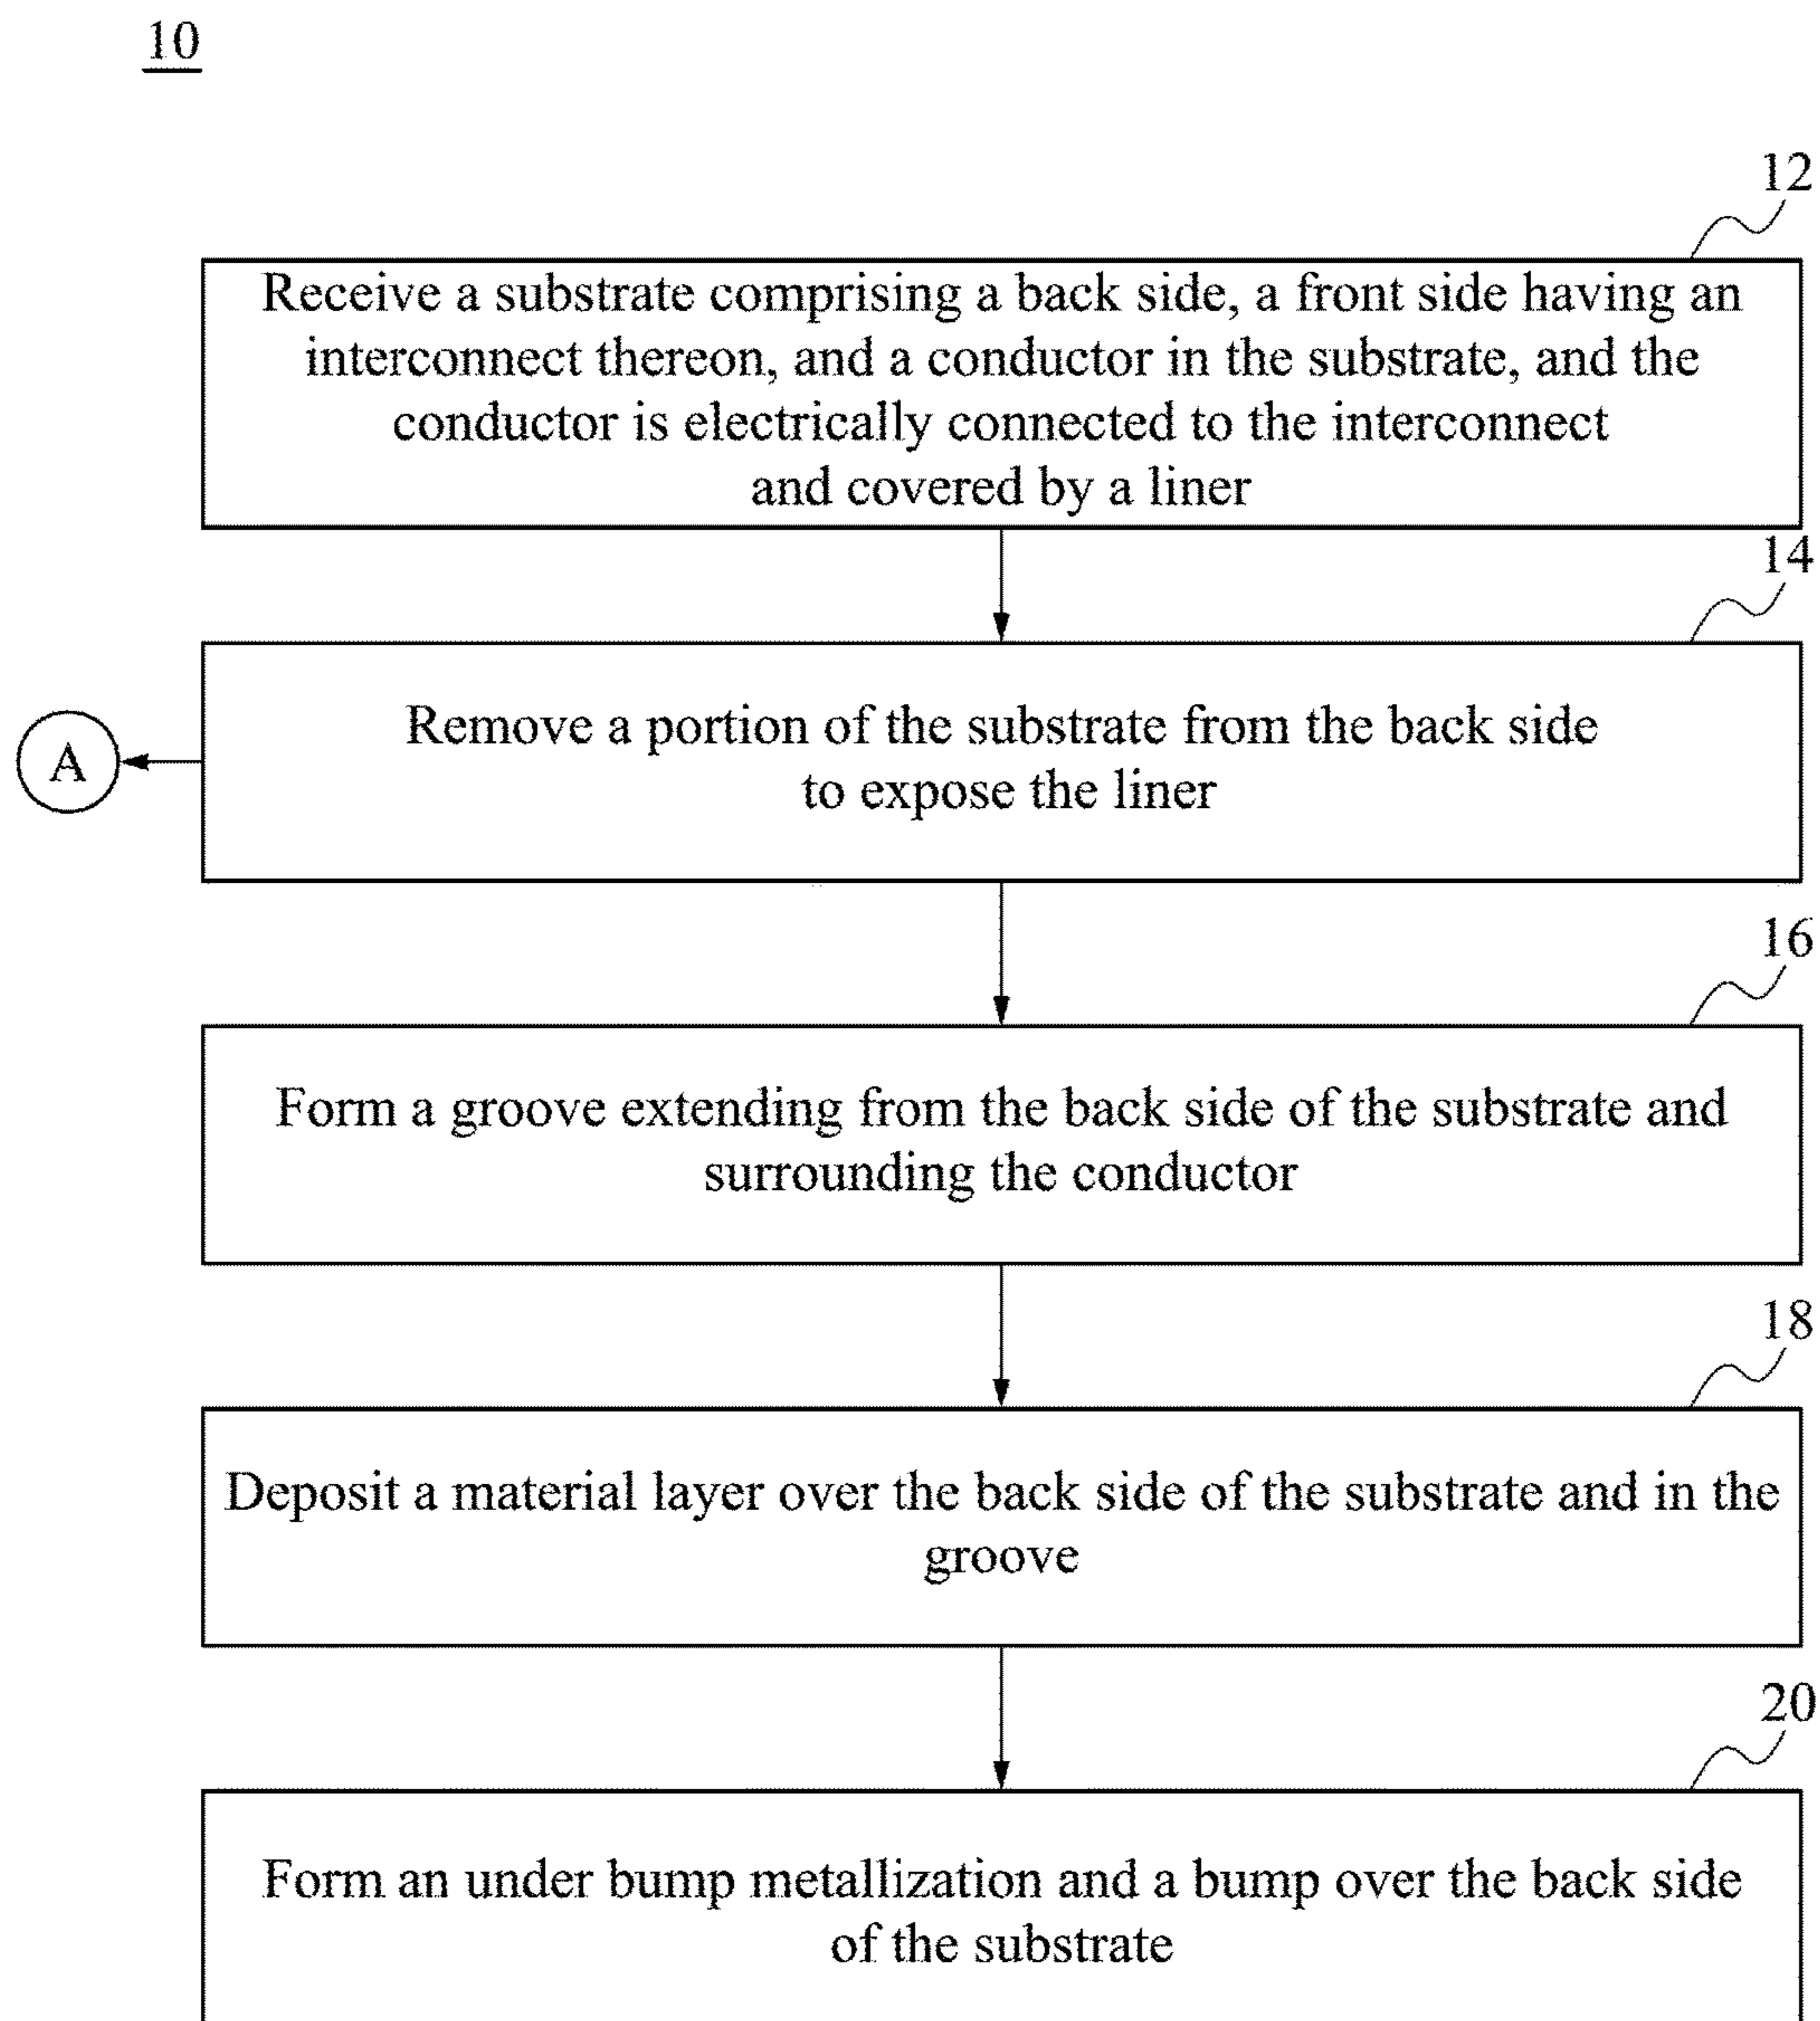 10
12
Receive a substrate comprising a back side, a front side having an
interconnect thereon, and a conductor in the substrate, and the
conductor is electrically connected to the interconnect
and covered by a liner
14
Remove a portion of the substrate from the back side
to expose the liner
A
16
Form a groove extending from the back side of the substrate and
surrounding the conductor
18
Deposit a material layer over the back side of the substrate and in the
groove
20
Form an under bump metallization and a bump over the back side
of the substrate